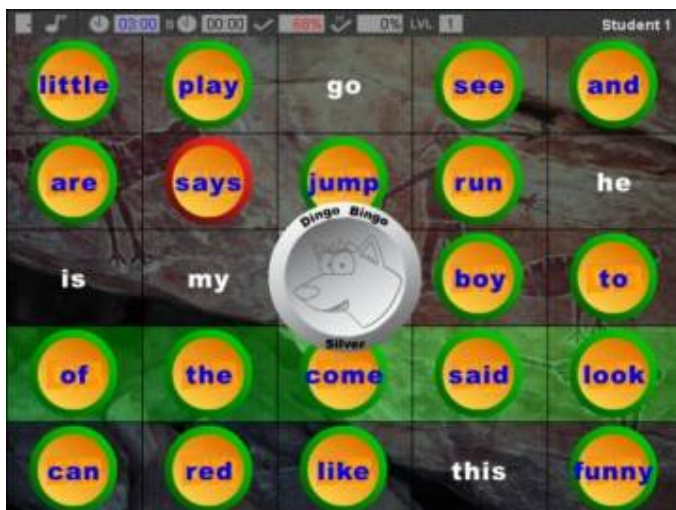 03:00 00:00 68% 0% LVL 1 Student 1
little play go see and
are says jump run he
Dingo Bingo
is my boy to
Silver
of the come said look
can red like this funny